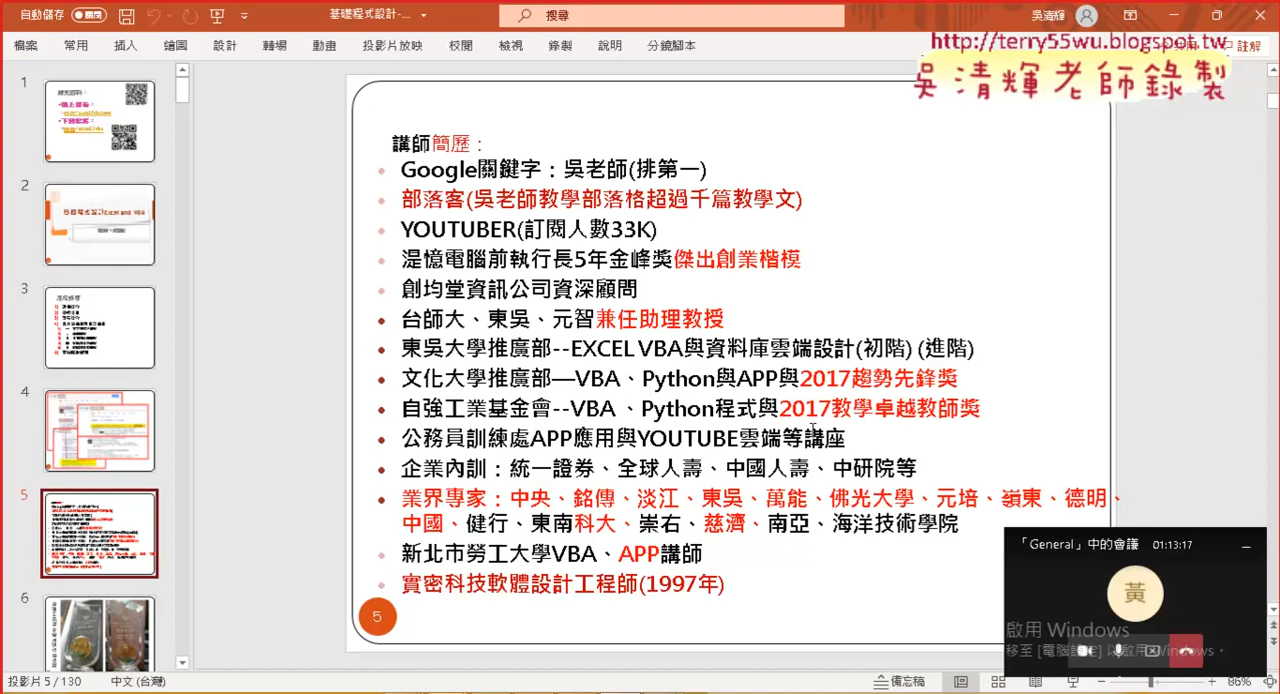 自動儲存
關閉
基礎程式設計-...
搜尋
吳清輝
檔案 常用 插入 繪圖 設計 轉場 動畫 投影片放映 校閱 檢視 錄製 說明 分鏡腳本
註解
http://terry55wu.blogspot.tw
吳清輝老師錄製
1
2
3
4
5
6
講師簡歷：
Google關鍵字：吳老師(排第一)
部落客(吳老師教學部落格超過千篇教學文)
YOUTUBER(訂閱人數33K)
湜憶電腦前執行長5年金峰獎傑出創業楷模
創均堂資訊公司資深顧問
台師大、東吳、元智兼任助理教授
東吳大學推廣部--EXCEL VBA與資料庫雲端設計(初階) (進階)
文化大學推廣部—VBA、Python與APP與2017趨勢先鋒獎
自強工業基金會--VBA 、Python程式與2017教學卓越教師獎
公務員訓練處APP應用與YOUTUBE雲端等講座
企業內訓：統一證券、全球人壽、中國人壽、中研院等
業界專家：中央、銘傳、淡江、東吳、萬能、佛光大學、元培、嶺東、德明、
中國、健行、東南科大、崇右、慈濟、南亞、海洋技術學院
新北市勞工大學VBA、APP講師
實密科技軟體設計工程師(1997年)
5
「General」中的會議 01:13:17
黃
啟用 Windows
移至 [電腦設定] 以啟用 Windows。
投影片 5 / 130 中文 (台灣)
備忘稿
86%